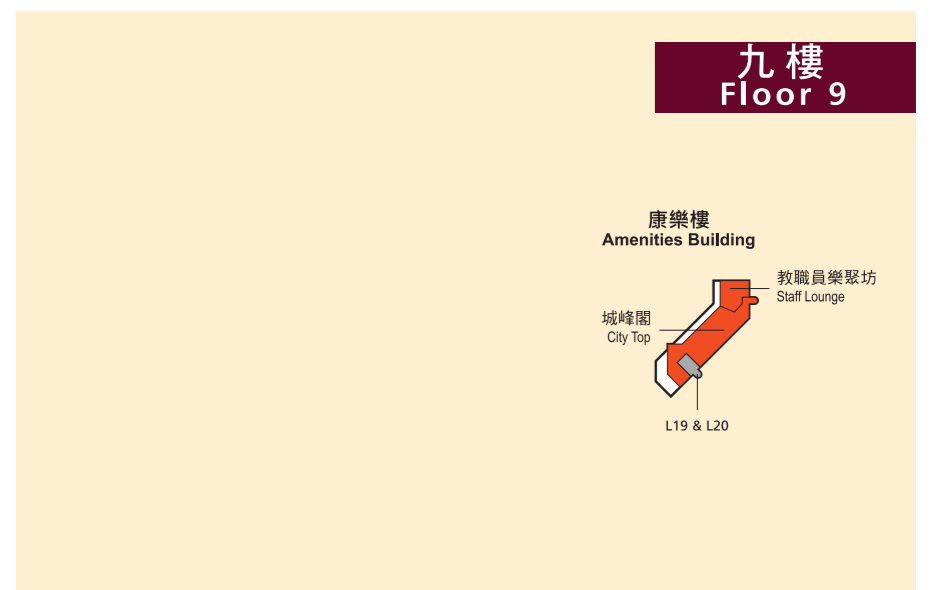 九樓
Floor 9
康樂樓
Amenities Building
教職員樂聚坊
Staff Lounge
城峰閣
City Top
L19 & L20